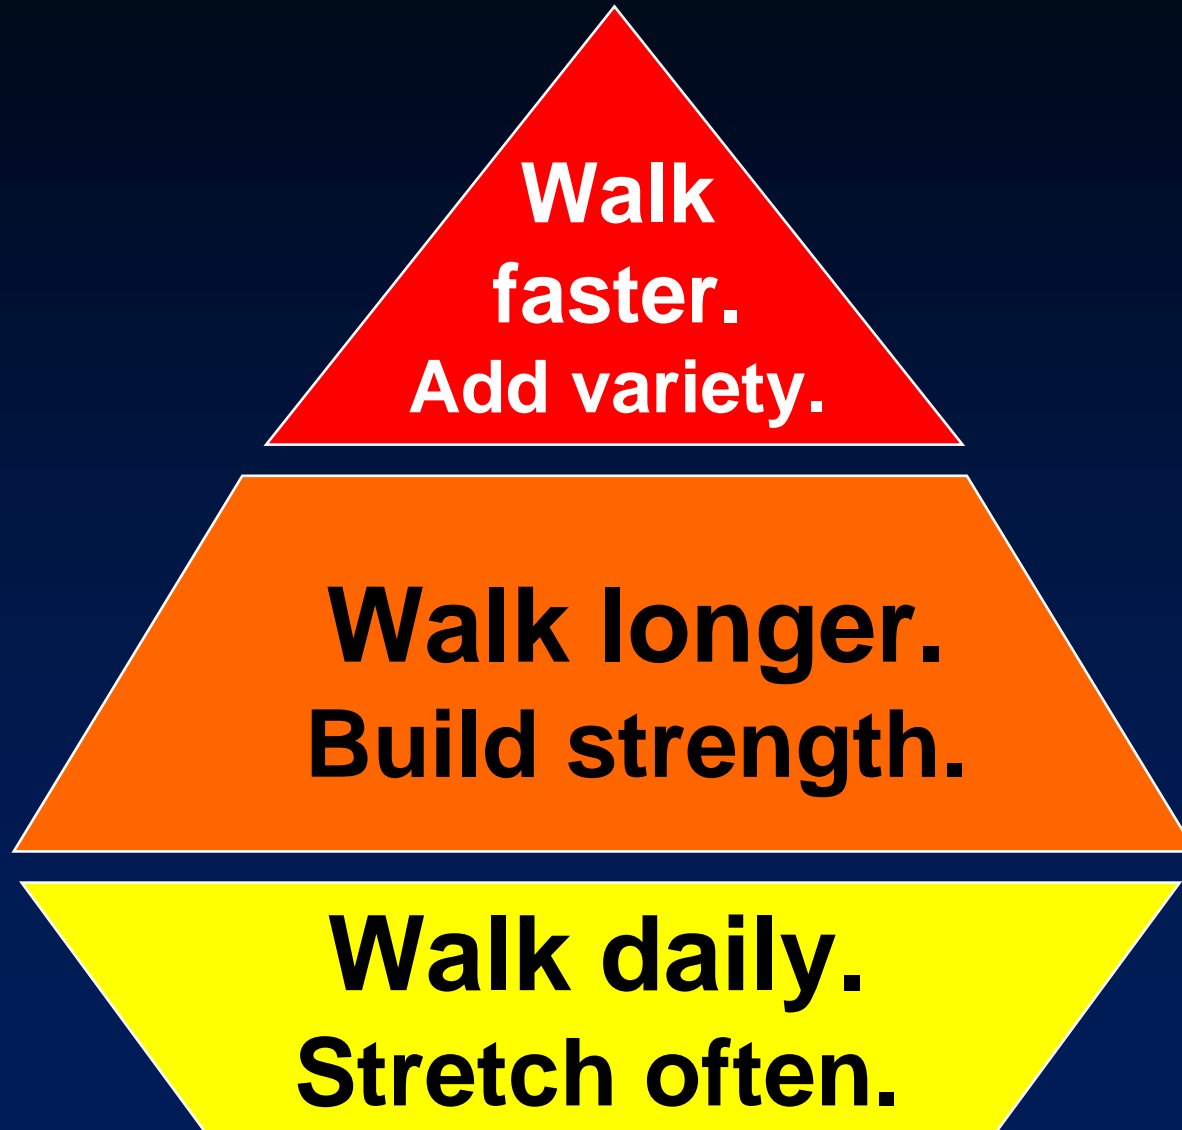 Walk
faster.
Add variety.
Walk longer.
Build strength.
Walk daily.
Stretch often.